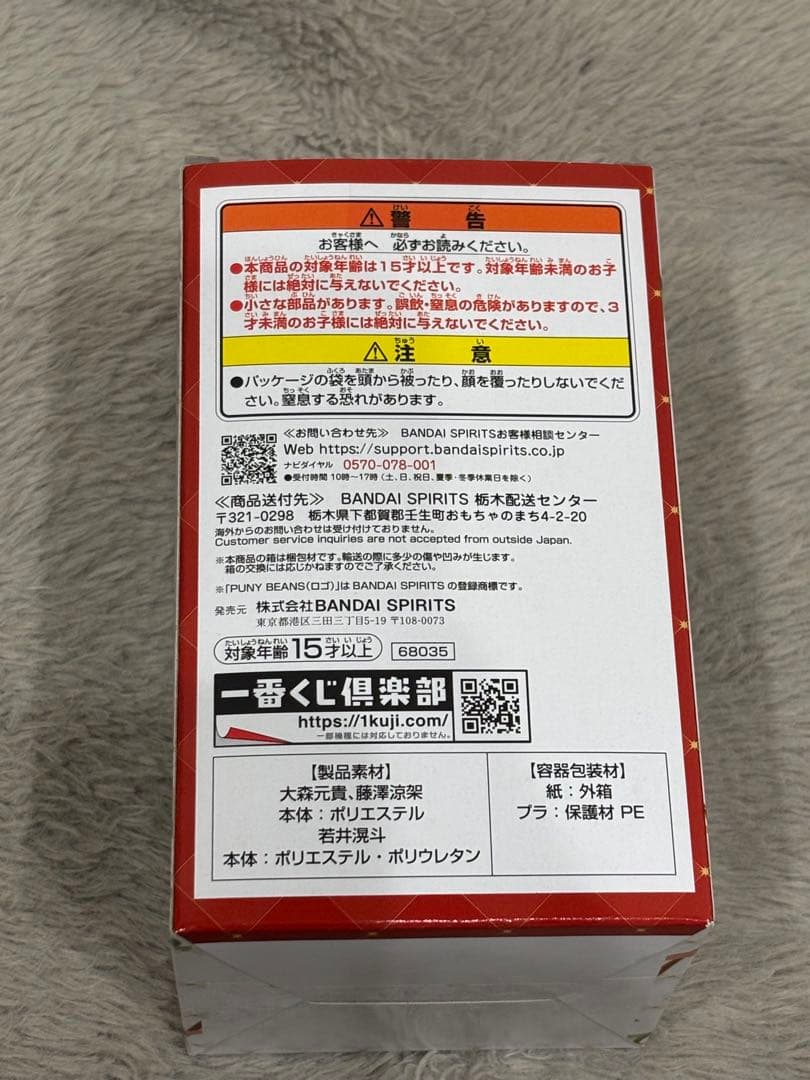 ⚠警告
お客様へ 必ずお読みください。
●本商品の対象年齢は15才以上です。対象年齢未満のお子
様には絶対に与えないでください。
●小さな部品があります。誤飲・窒息の危険がありますので、3
才未満のお子様には絶対に与えないでください。
⚠注意
●パッケージの袋を頭から被ったり、顔を覆ったりしないでくだ
さい。窒息する恐れがあります。
≪お問い合わせ先≫ BANDAI SPIRITSお客様相談センター
Web https://support.bandaispirits.co.jp
ナビダイヤル 0570-078-001
●受付時間 10時～17時(土、日、祝日、夏季・冬季休業日を除く)
≪商品送付先≫ BANDAI SPIRITS 栃木配送センター
〒321-0298 栃木県下都賀郡壬生町おもちゃのまち4-2-20
海外からのお問い合わせは受け付けておりません。
Customer service inquiries are not accepted from outside Japan.
※本商品の箱は梱包材です。輸送の際に多少の傷や凹みが生じます。
箱の交換には応じかねますのでご了承ください。
※「PUNY BEANS(ロゴ)」は BANDAI SPIRITS の登録商標です。
発売元 株式会社BANDAI SPIRITS
東京都港区三田三丁目5-19 〒108-0073
対象年齢 15才以上 68035
一番くじ倶楽部
https://1kuji.com/
一部機種には対応しておりません。
【製品素材】
大森元貴、藤澤涼架
本体：ポリエステル
若井滉斗
本体：ポリエステル・ポリウレタン
【容器包装材】
紙：外箱
プラ：保護材 PE